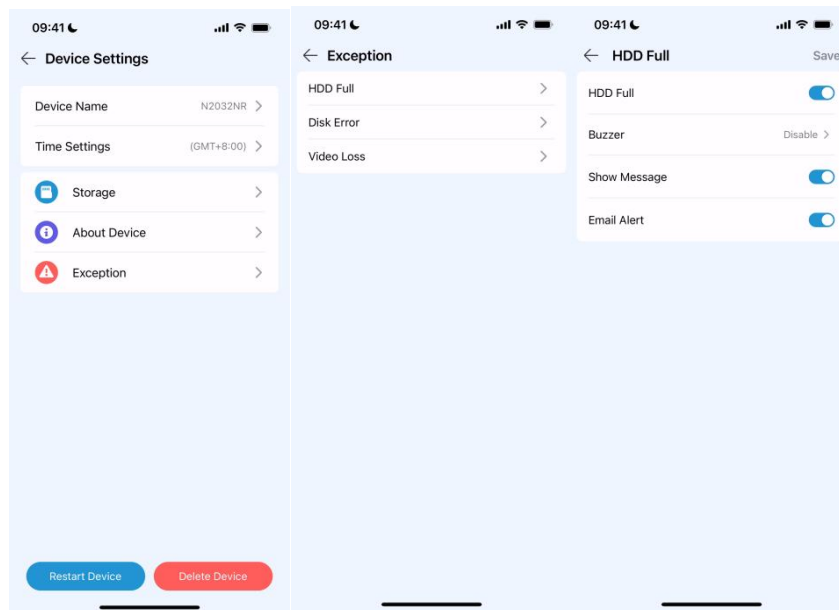 09:41
Device Settings
Device Name N2032NR
Time Settings (GMT+8:00)
Storage
About Device
Exception
Restart Device Delete Device
09:41
Exception
HDD Full
Disk Error
Video Loss
09:41
HDD Full Save
HDD Full
Buzzer Disable
Show Message
Email Alert